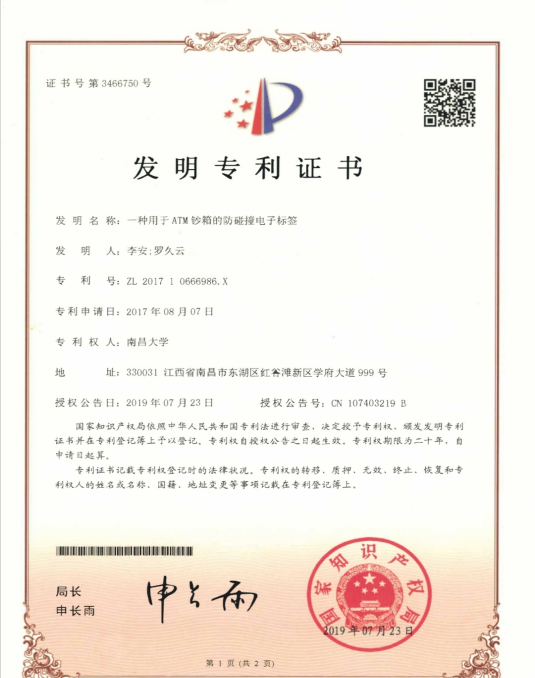 证书号第3466750号
发明专利证书
发明名称：一种用于ATM钞箱的防碰撞电子标签
发明人：李安;罗久云
专利号：ZL 2017 1 0666986.X
专利申请日：2017年08月07日
专利权人：南昌大学
地址：330031 江西省南昌市东湖区红谷滩新区学府大道999号
授权公告日：2019年07月23日 授权公告号：CN 107403219 B
国家知识产权局依照中华人民共和国专利法进行审查，决定授予专利权，颁发发明专利
证书并在专利登记簿上予以登记。专利权自授权公告之日起生效。专利权期限为二十年，自
申请日起算。
专利证书记载专利权登记时的法律状况。专利权的转移、质押、无效、终止、恢复和专
利权人的姓名或名称、国籍、地址变更等事项记载在专利登记簿上。
局长
申长雨
申长雨
国家知识产权局
2019年07月23日
第1页(共2页)